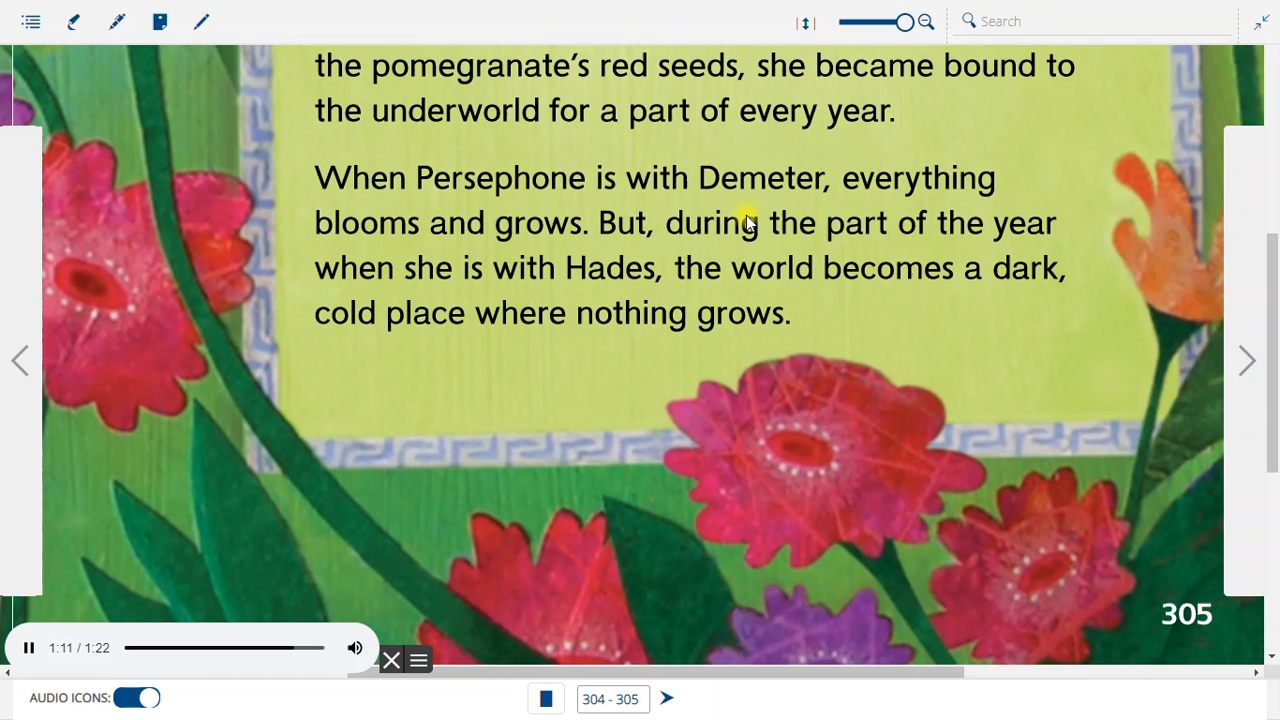 Search
the pomegranate’s red seeds, she became bound to
the underworld for a part of every year.
When Persephone is with Demeter, everything
blooms and grows. But, during the part of the year
when she is with Hades, the world becomes a dark,
cold place where nothing grows.
305
1:11 / 1:22
AUDIO ICONS:
304 - 305